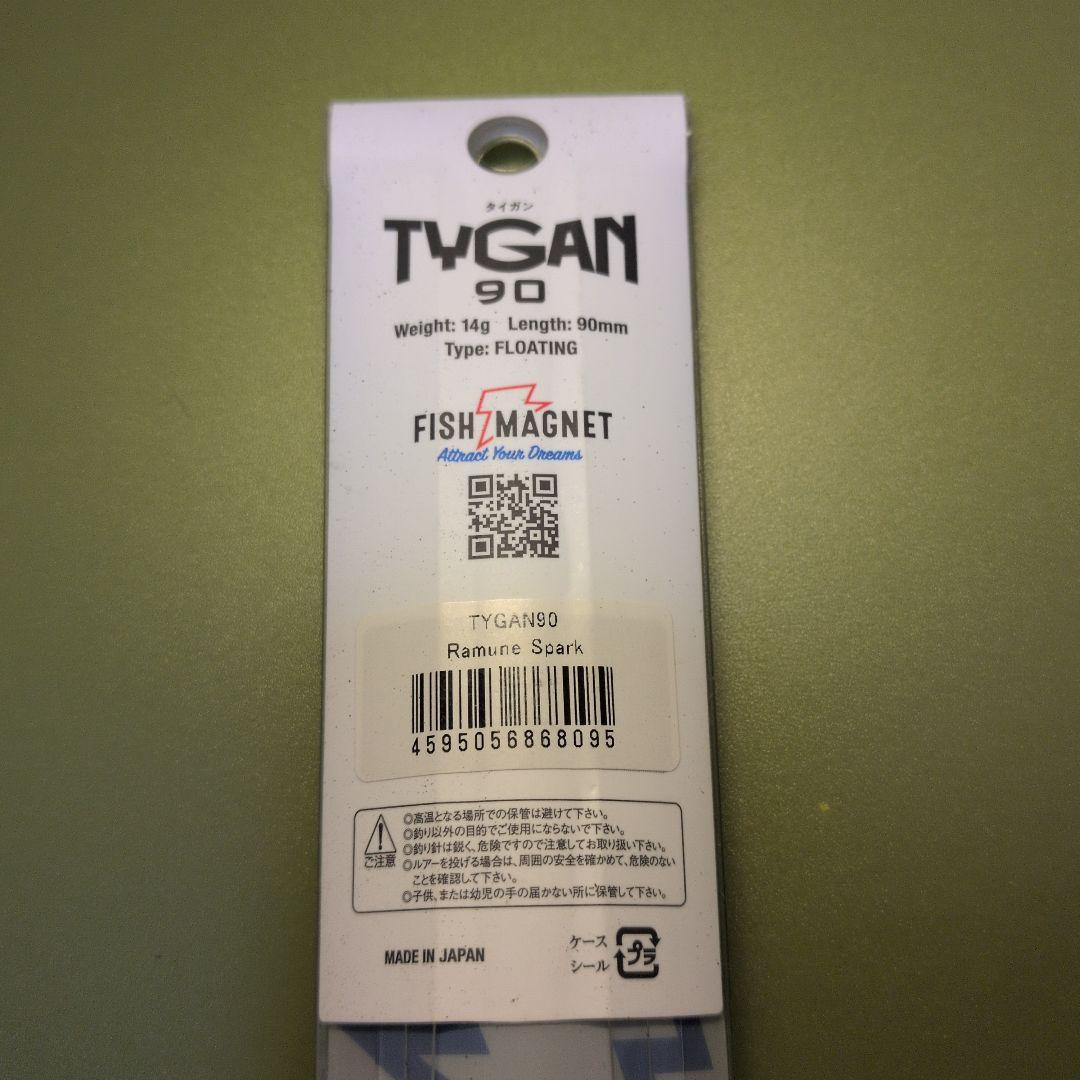 タイガン
TYGAN
90
Weight: 14g Length: 90mm
Type: FLOATING
FISH MAGNET
Attract Your Dreams
TYGAN90
Ramune Spark
4595056868095
ご注意
◎高温となる場所での保管は避けて下さい。
◎釣り以外の目的でご使用にならないで下さい。
◎釣り針は鋭く、危険ですので注意してお取り扱い下さい。
◎ルアーを投げる場合は、周囲の安全を確かめて、危険のない
ことを確認して下さい。
◎子供、または幼児の手の届かない所に保管して下さい。
MADE IN JAPAN
ケース
シール
プラ